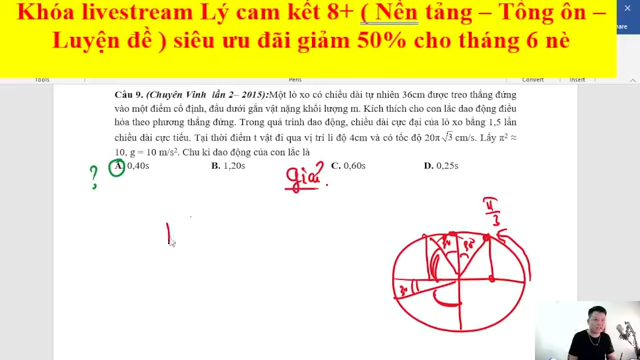 Khóa livestream Lý cam kết 8+ ( Nền tảng – Tổng ôn –
Luyện đề ) siêu ưu đãi giảm 50% cho tháng 6 nè
Tools
Pens
Câu 9. (Chuyên Vinh lần 2– 2015):Một lò xo có chiều dài tự nhiên 36cm được treo thẳng đứng
vào một điểm cố định, đầu dưới gắn vật nặng khối lượng m. Kích thích cho con lắc dao động điều
hòa theo phương thẳng đứng. Trong quá trình dao động, chiều dài cực đại của lò xo bằng 1,5 lần
chiều dài cực tiểu. Tại thời điểm t vật đi qua vị trí li độ 4cm và có tốc độ 20π√3 cm/s. Lấy π² ≈
10, g = 10 m/s². Chu kì dao động của con lắc là
A. 0,40s B. 1,20s C. 0,60s D. 0,25s
?
giai?
π/3
30